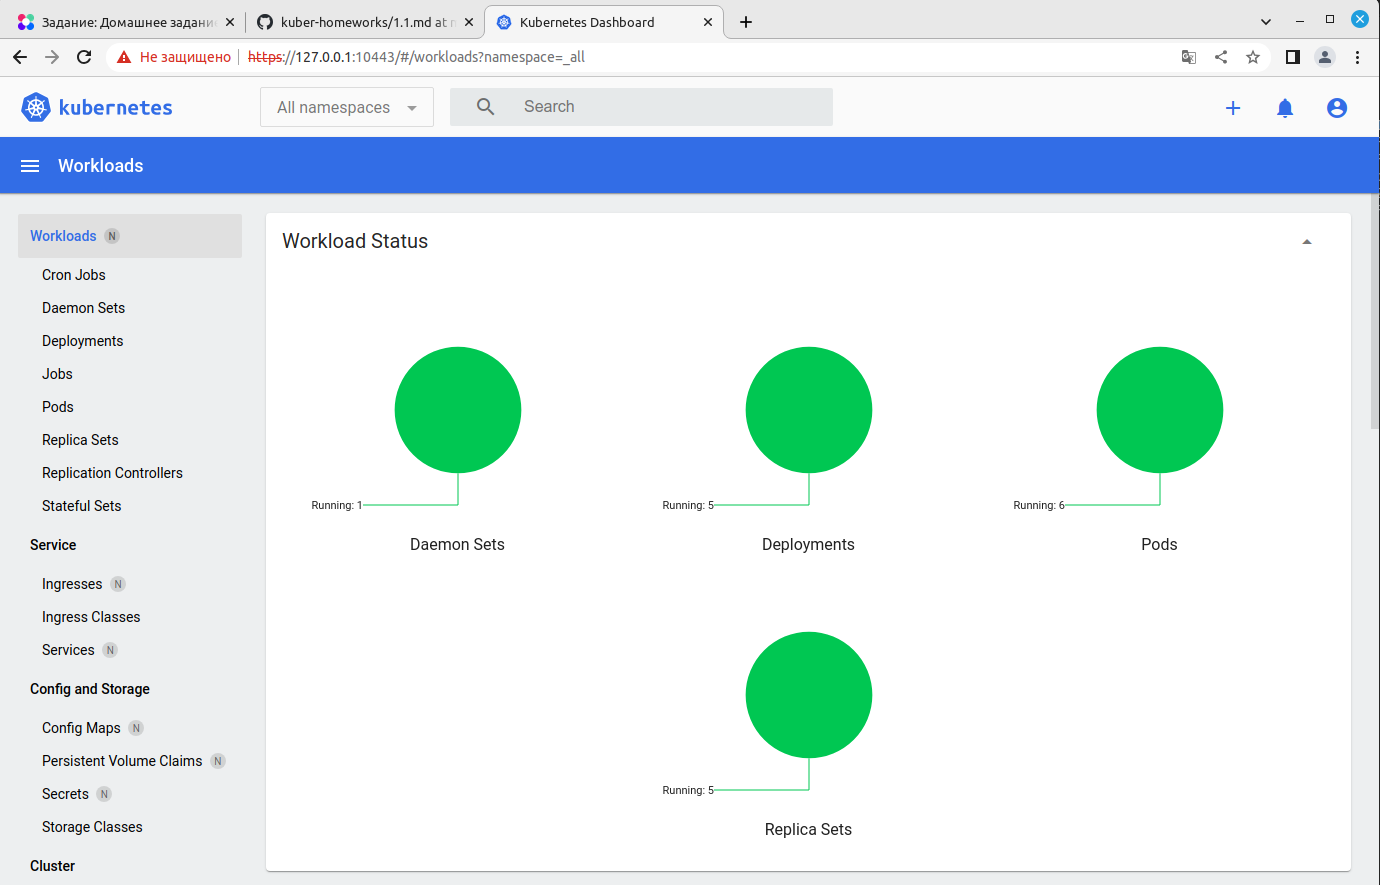 Задание: Домашнее задани
kuber-homeworks/1.1.md at m
Kubernetes Dashboard
Не защищено
https://127.0.0.1:10443/#/workloads?namespace=_all
kubernetes
All namespaces
Search
Workloads
Workloads N
Cron Jobs
Daemon Sets
Deployments
Jobs
Pods
Replica Sets
Replication Controllers
Stateful Sets
Service
Ingresses N
Ingress Classes
Services N
Config and Storage
Config Maps N
Persistent Volume Claims N
Secrets N
Storage Classes
Cluster
Workload Status
Running: 1
Daemon Sets
Running: 5
Deployments
Running: 6
Pods
Running: 5
Replica Sets